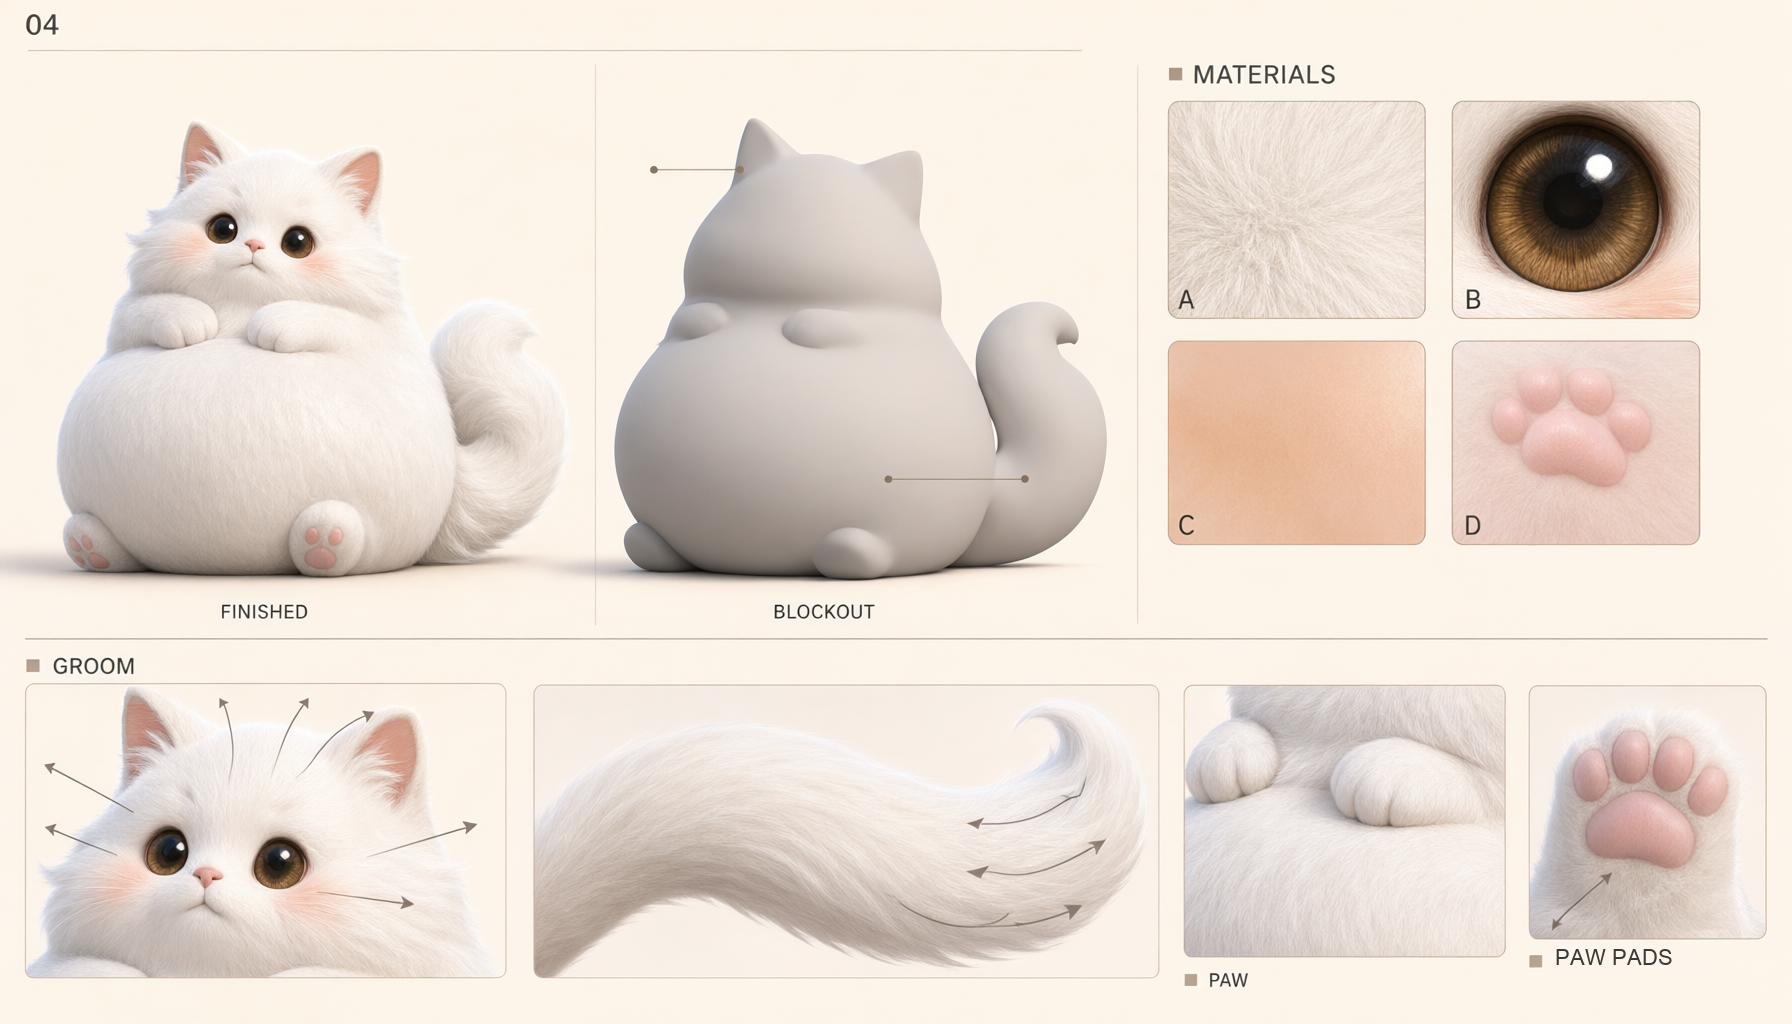 04
MATERIALS
A
B
C
D
FINISHED
BLOCKOUT
GROOM
PAW
PAW PADS